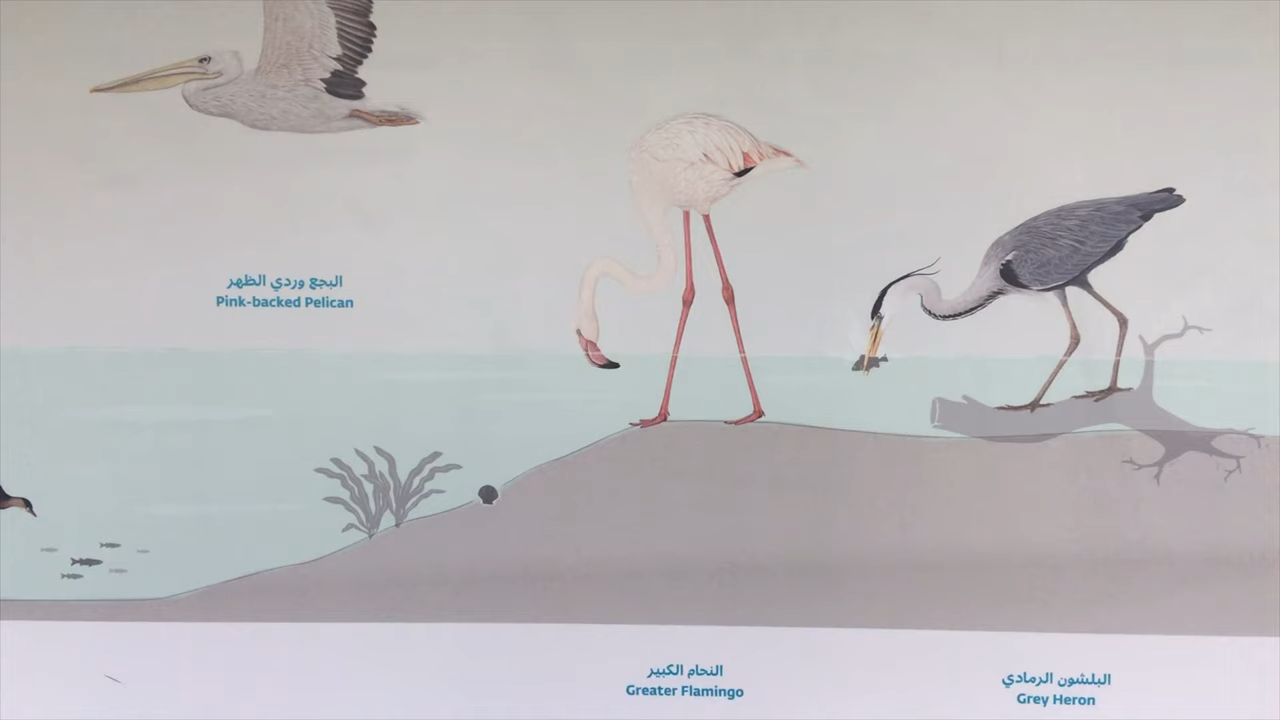 البجع وردي الظهر
Pink-backed Pelican
النحام الكبير
Greater Flamingo
البلشون الرمادي
Grey Heron